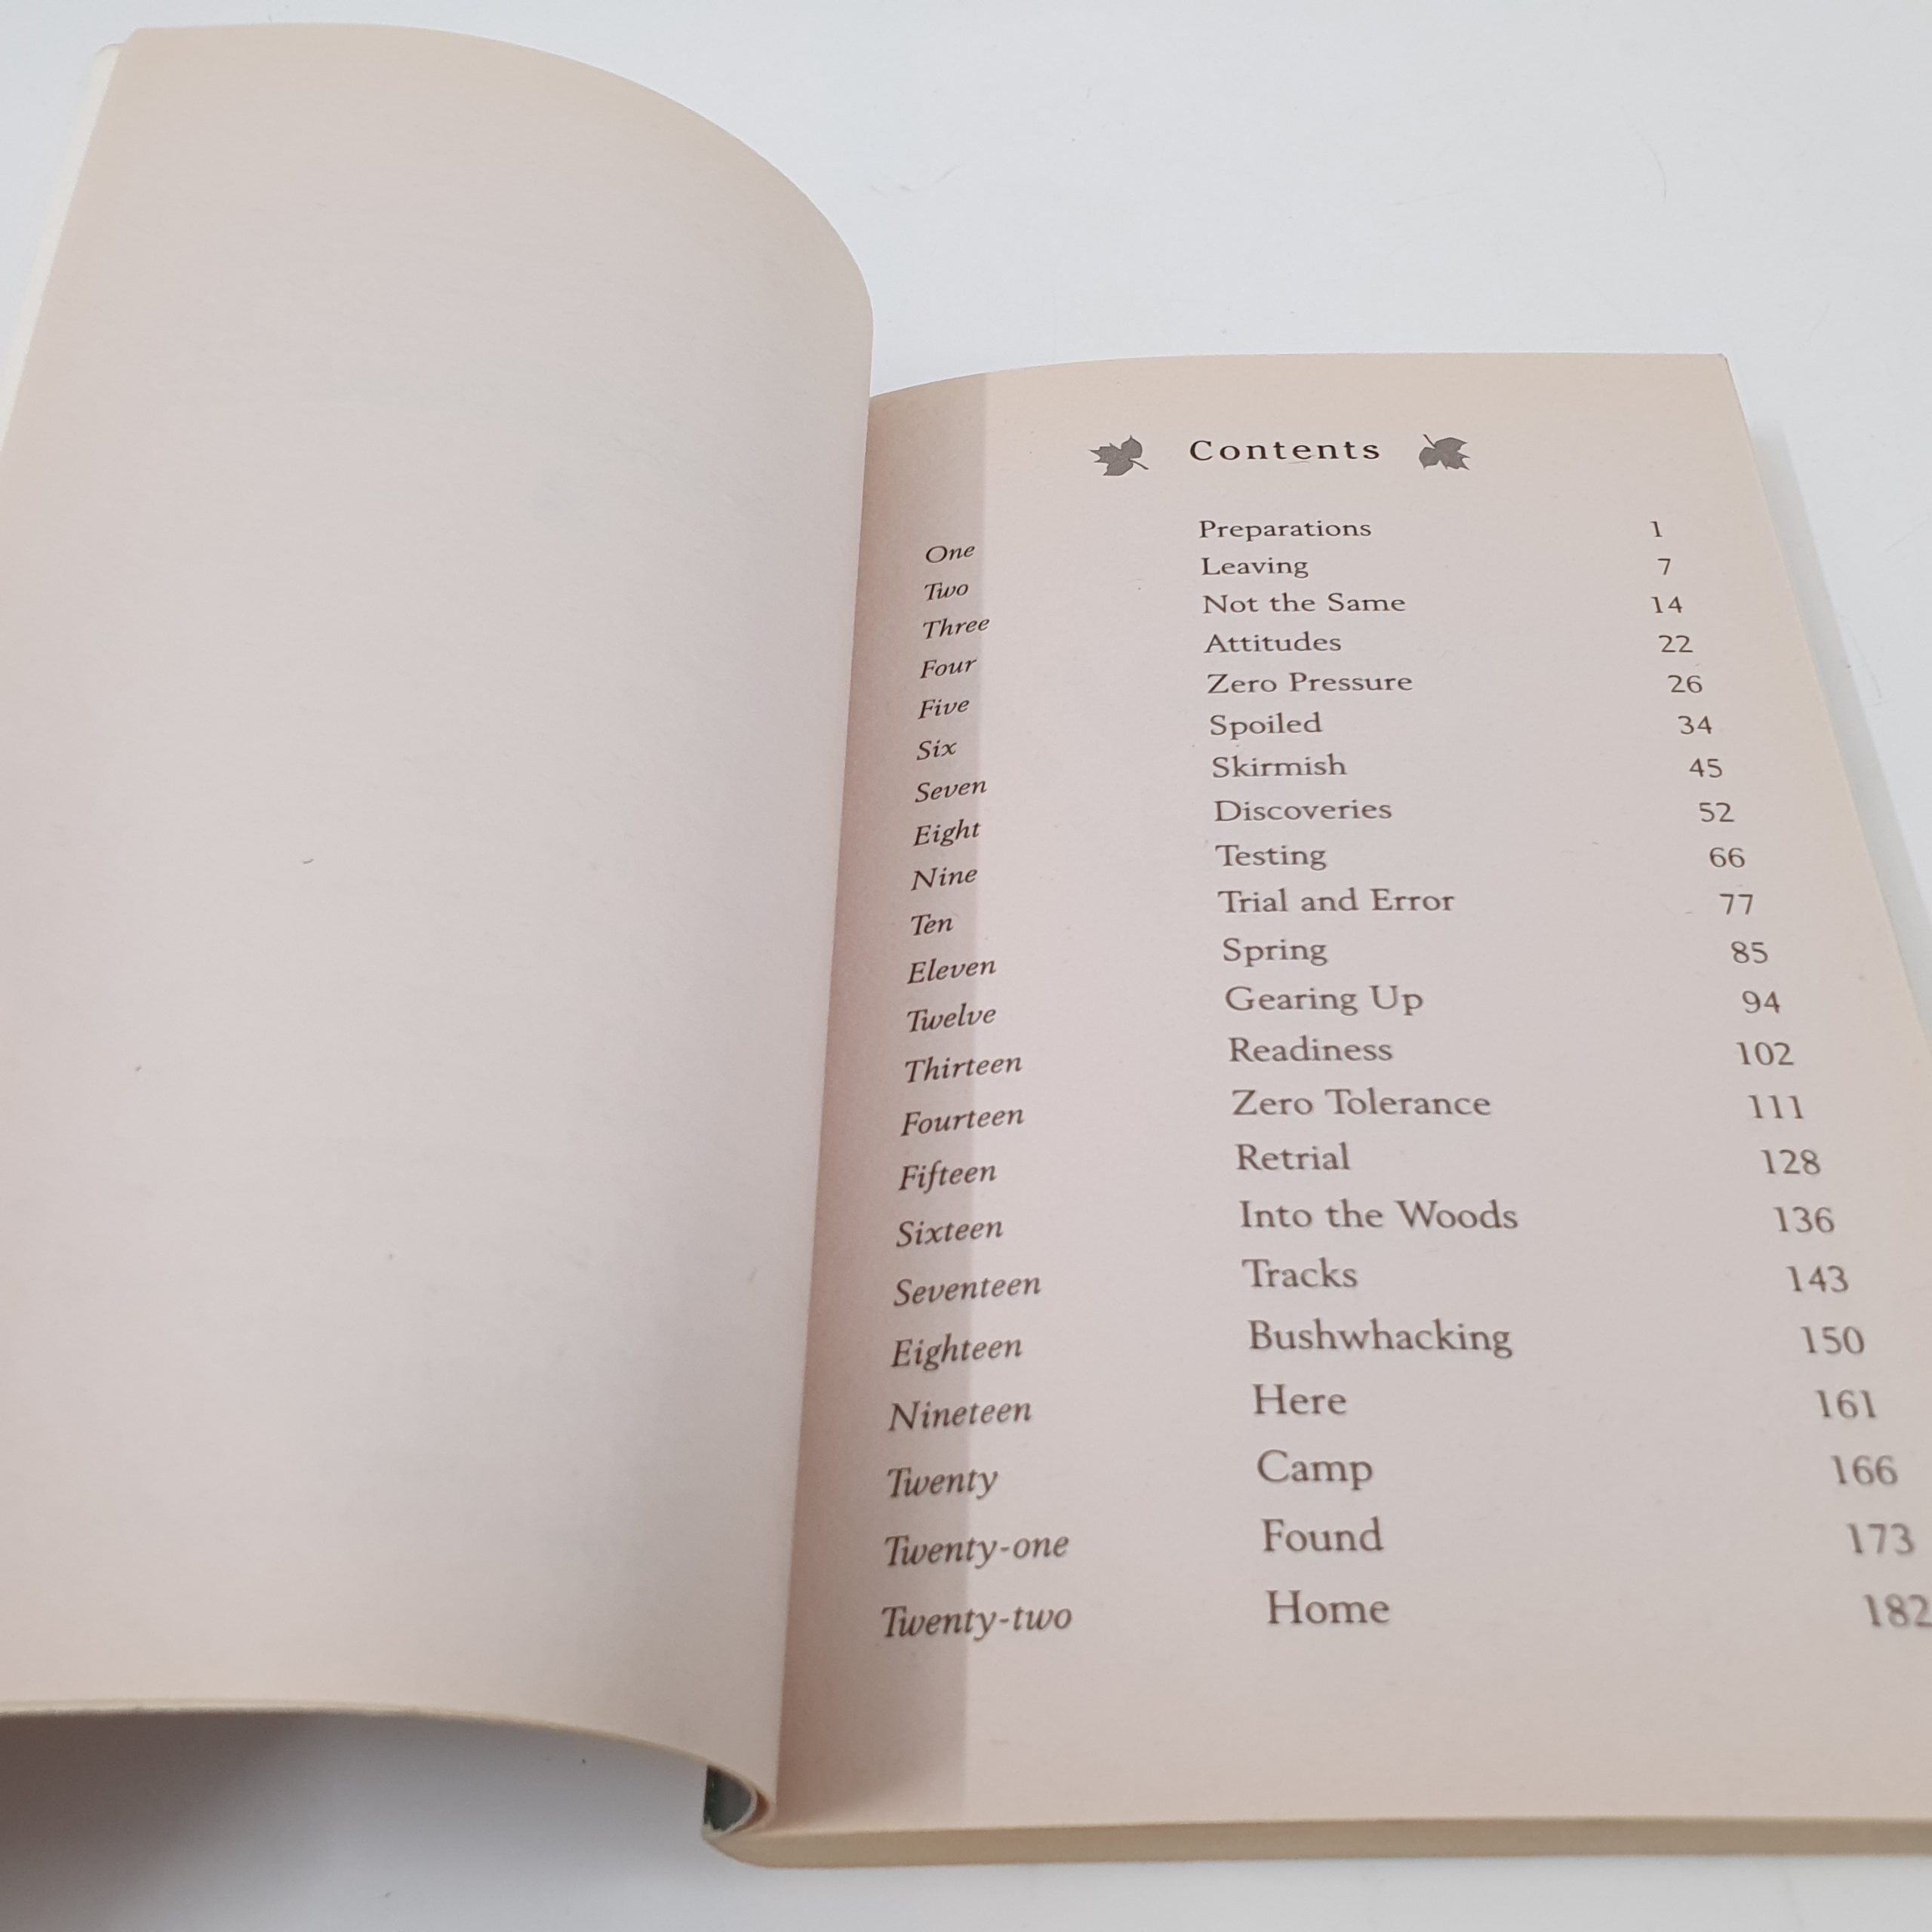 Contents
One Preparations 1
Two Leaving 7
Three Not the Same 14
Four Attitudes 22
Five Zero Pressure 26
Six Spoiled 34
Seven Skirmish 45
Eight Discoveries 52
Nine Testing 66
Ten Trial and Error 77
Eleven Spring 85
Twelve Gearing Up 94
Thirteen Readiness 102
Fourteen Zero Tolerance 111
Fifteen Retrial 128
Sixteen Into the Woods 136
Seventeen Tracks 143
Eighteen Bushwhacking 150
Nineteen Here 161
Twenty Camp 166
Twenty-one Found 173
Twenty-two Home 182